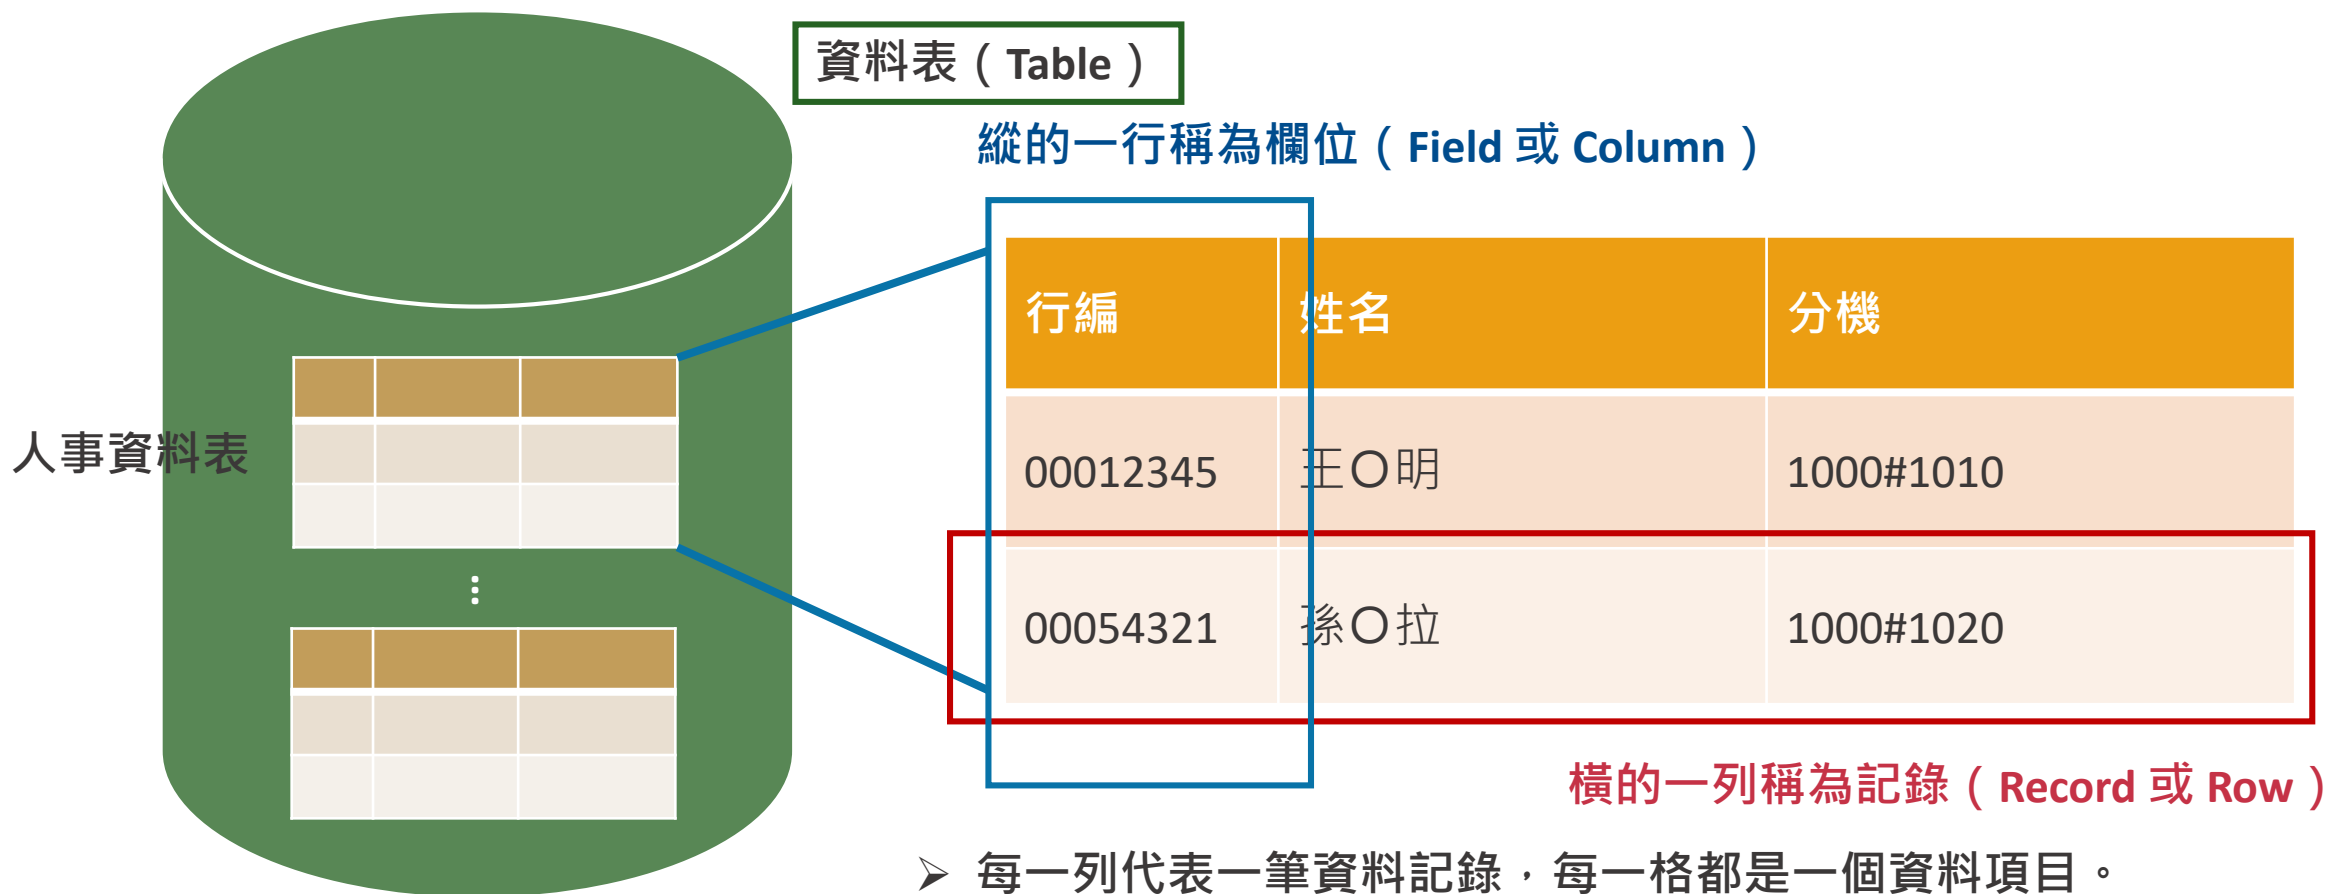 資料表（Table）
縱的一行稱為欄位（Field 或 Column）
行編 姓名 分機
人事資料表
00012345 王〇明 1000#1010
00054321 孫〇拉 1000#1020
橫的一列稱為記錄（Record 或 Row）
➢ 每一列代表一筆資料記錄，每一格都是一個資料項目。